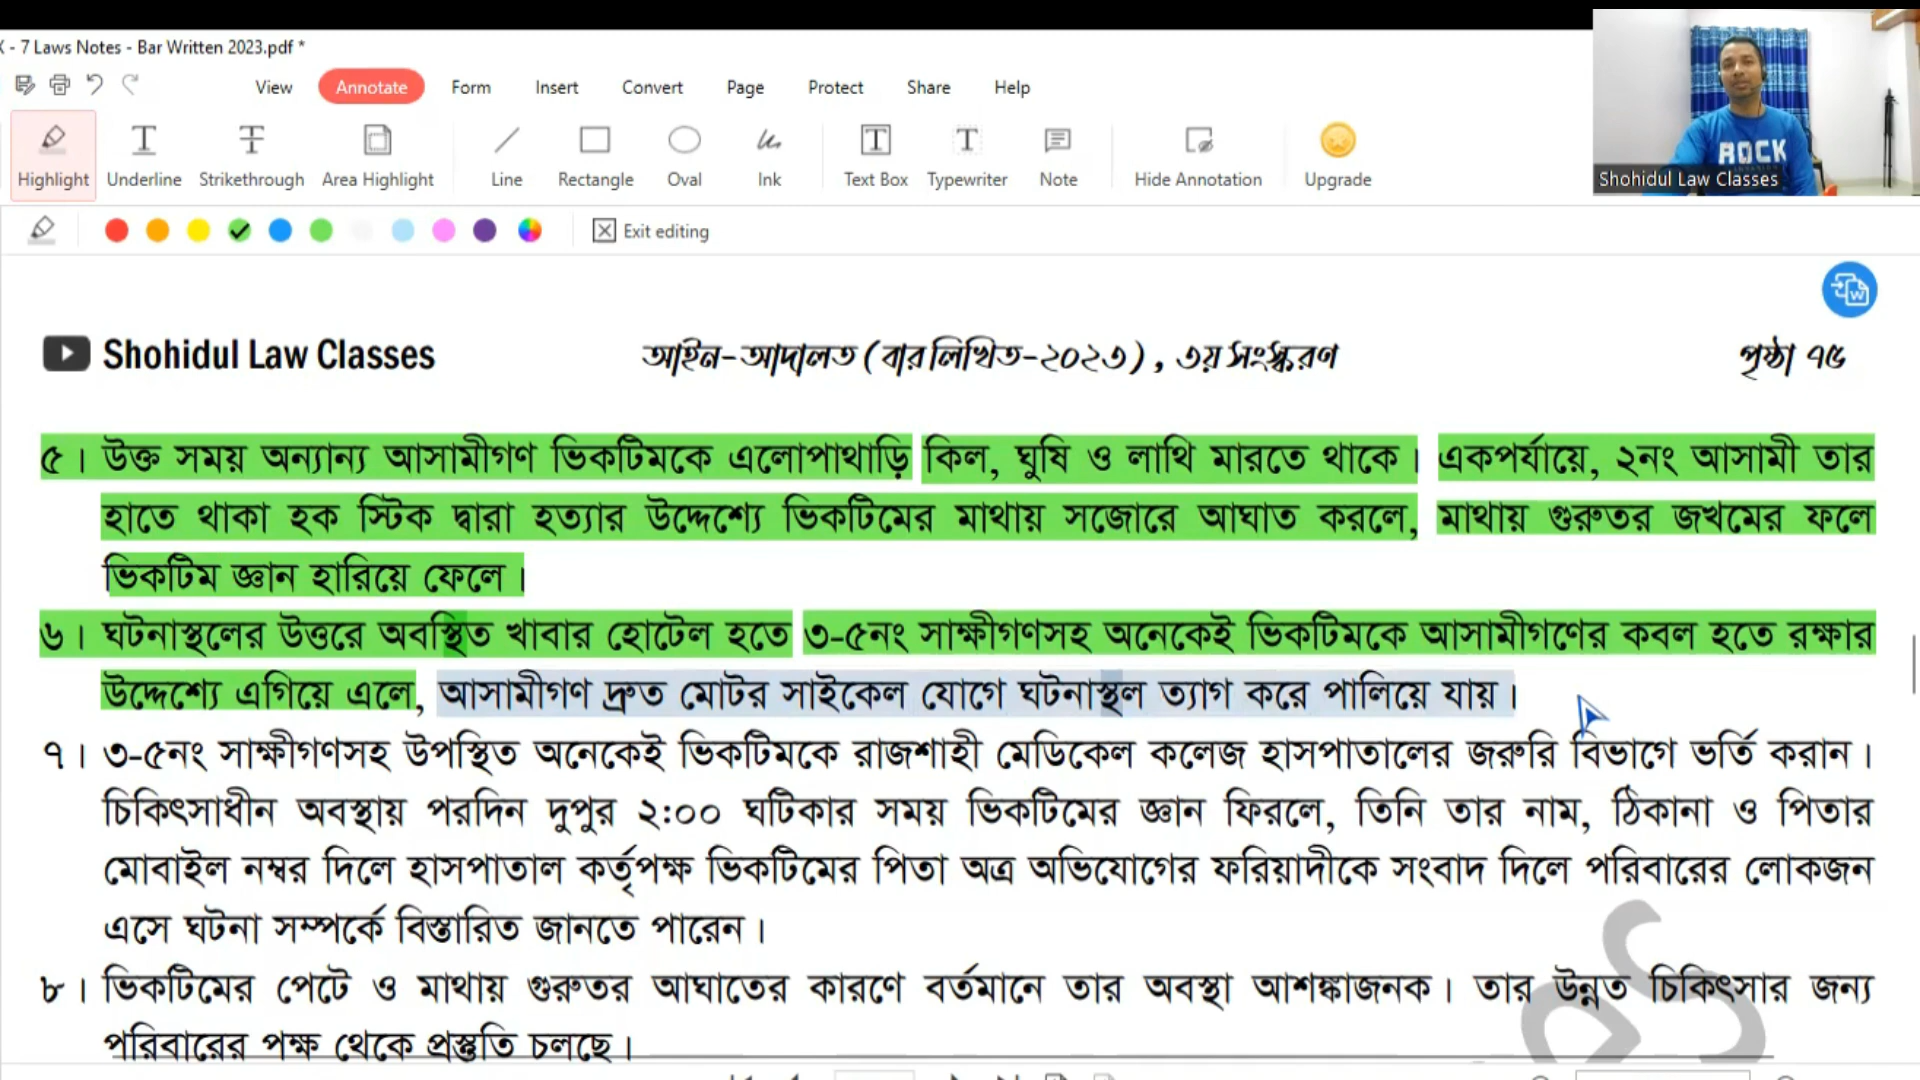 X - 7 Laws Notes - Bar Written 2023.pdf *
View Annotate Form Insert Convert Page Protect Share Help
Highlight Underline Strikethrough Area Highlight Line Rectangle Oval Ink Text Box Typewriter Note Hide Annotation Upgrade
ROCK
Shohidul Law Classes
Exit editing
Shohidul Law Classes আইন-আদালত (বার লিখিত-২০২৩), ৩য় সংস্করণ পৃষ্ঠা ৭৫
৫। উক্ত সময় অন্যান্য আসামীগণ ভিকটিমকে এলোপাথাড়ি কিল, ঘুষি ও লাথি মারতে থাকে। একপর্যায়ে, ২নং আসামী তার
হাতে থাকা হক স্টিক দ্বারা হত্যার উদ্দেশ্যে ভিকটিমের মাথায় সজোরে আঘাত করলে, মাথায় গুরুতর জখমের ফলে
ভিকটিম জ্ঞান হারিয়ে ফেলে।
৬। ঘটনাস্থলের উত্তরে অবস্থিত খাবার হোটেল হতে ৩-৫নং সাক্ষীগণসহ অনেকেই ভিকটিমকে আসামীগণের কবল হতে রক্ষার
উদ্দেশ্যে এগিয়ে এলে, আসামীগণ দ্রুত মোটর সাইকেল যোগে ঘটনাস্থল ত্যাগ করে পালিয়ে যায়।
৭। ৩-৫নং সাক্ষীগণসহ উপস্থিত অনেকেই ভিকটিমকে রাজশাহী মেডিকেল কলেজ হাসপাতালের জরুরি বিভাগে ভর্তি করান।
চিকিৎসাধীন অবস্থায় পরদিন দুপুর ২:০০ ঘটিকার সময় ভিকটিমের জ্ঞান ফিরলে, তিনি তার নাম, ঠিকানা ও পিতার
মোবাইল নম্বর দিলে হাসপাতাল কর্তৃপক্ষ ভিকটিমের পিতা অত্র অভিযোগের ফরিয়াদীকে সংবাদ দিলে পরিবারের লোকজন
এসে ঘটনা সম্পর্কে বিস্তারিত জানতে পারেন।
৮। ভিকটিমের পেটে ও মাথায় গুরুতর আঘাতের কারণে বর্তমানে তার অবস্থা আশঙ্কাজনক। তার উন্নত চিকিৎসার জন্য
পরিবারের পক্ষ থেকে প্রস্তুতি চলছে।